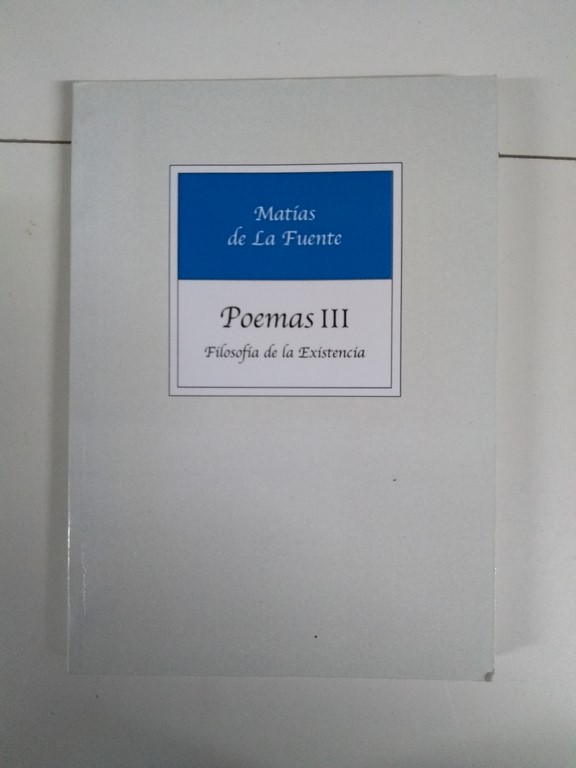 Matías
de La Fuente
Poemas III
Filosofía de la Existencia